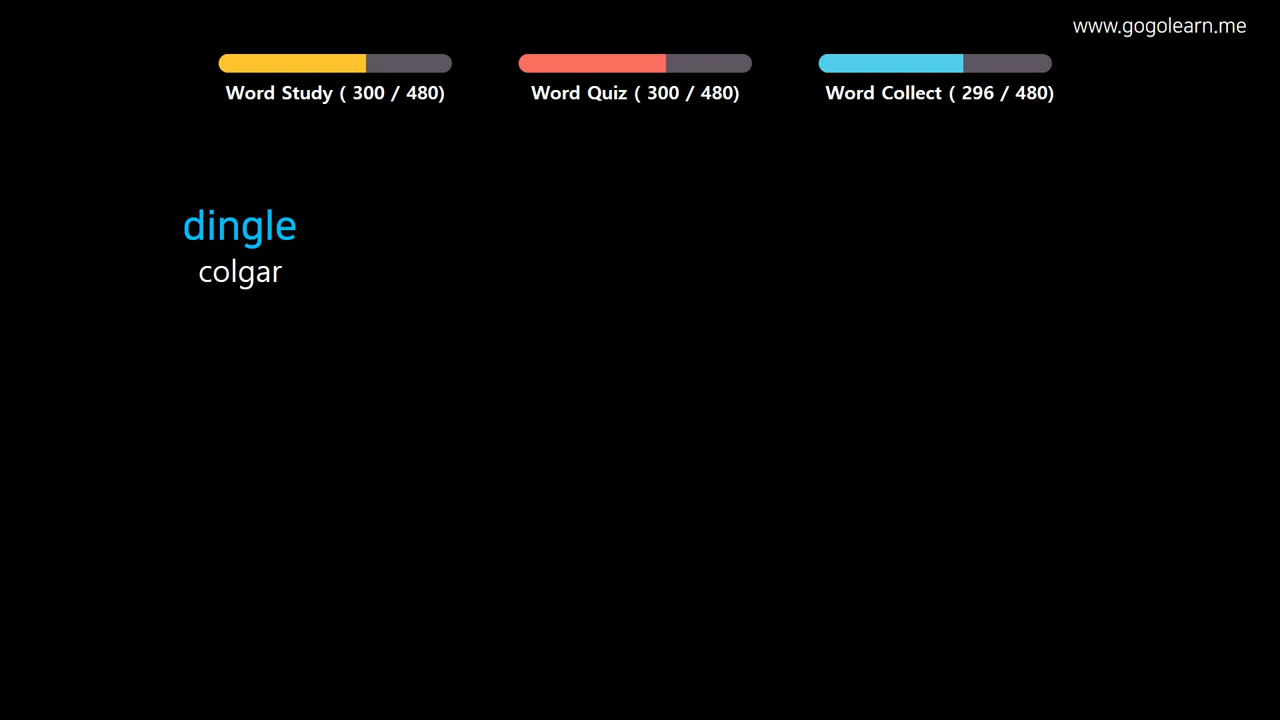 www.gogolearn.me
Word Study ( 300 / 480)
Word Quiz ( 300 / 480)
Word Collect ( 296 / 480)
dingle
colgar